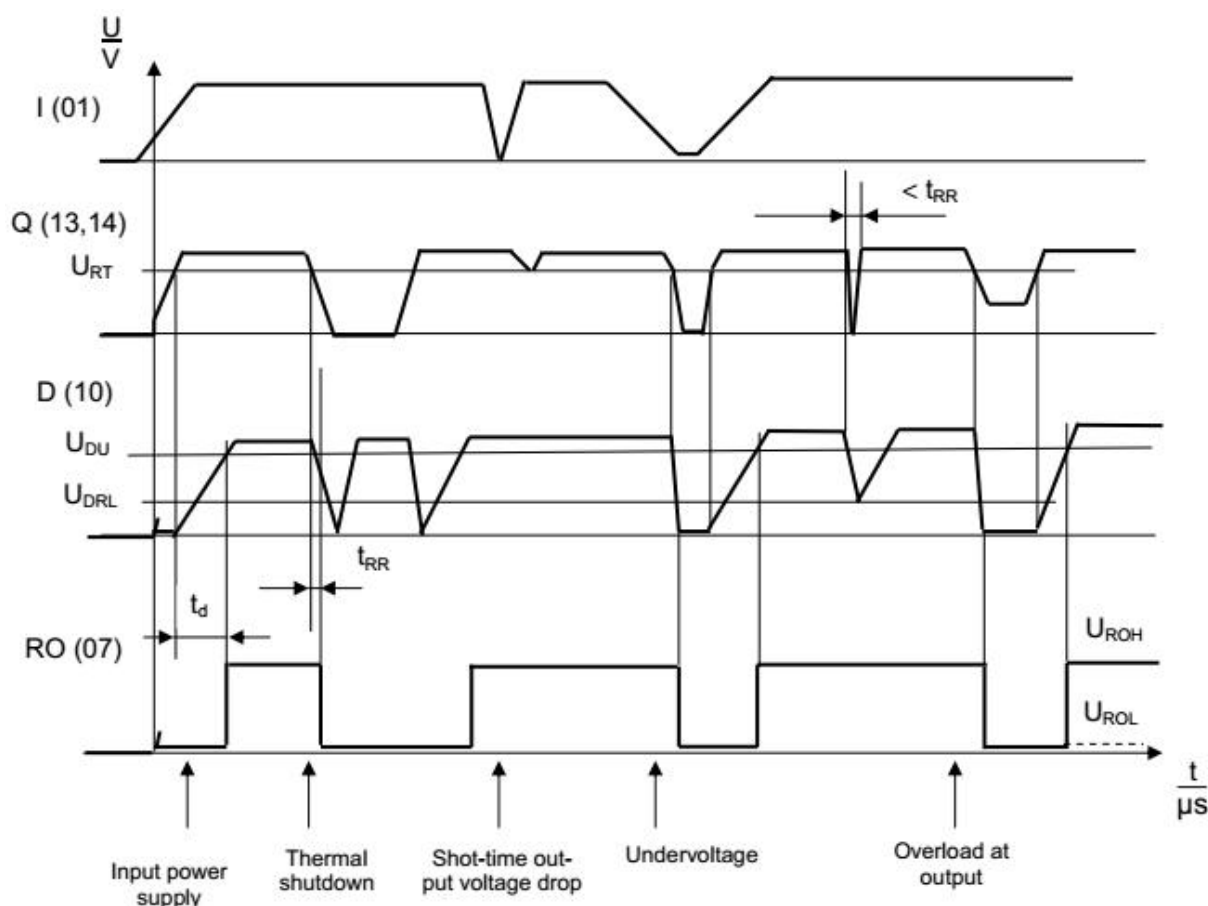 U
V
I (01)
< tRR
Q (13,14)
URT
D (10)
UDU
UDRL
tRR
td
RO (07)
UROH
UROL
t
µs
Input power
supply
Thermal
shutdown
Shot-time out-
put voltage drop
Undervoltage
Overload at
output